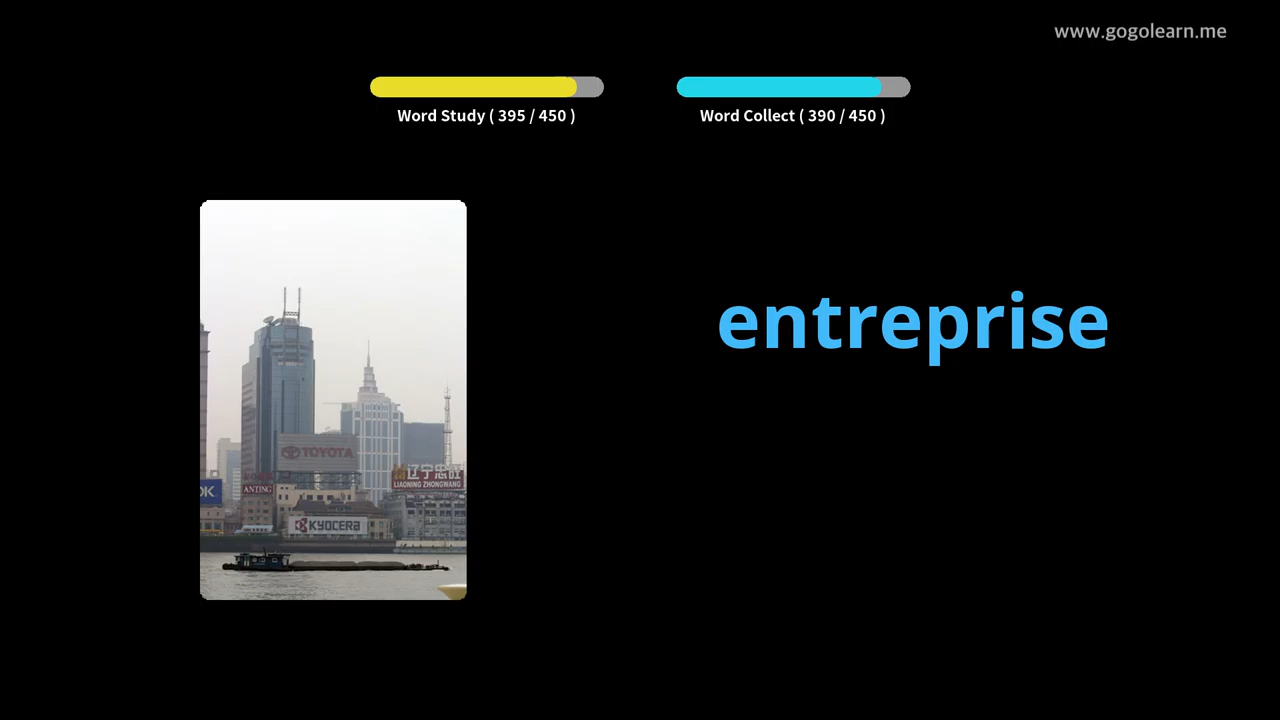 www.gogolearn.me
Word Study ( 395 / 450 )
Word Collect ( 390 / 450 )
entreprise
TOYOTA
辽宁忠旺
LIAONING ZHONGWANG
OK
ANTING
KYOCERA